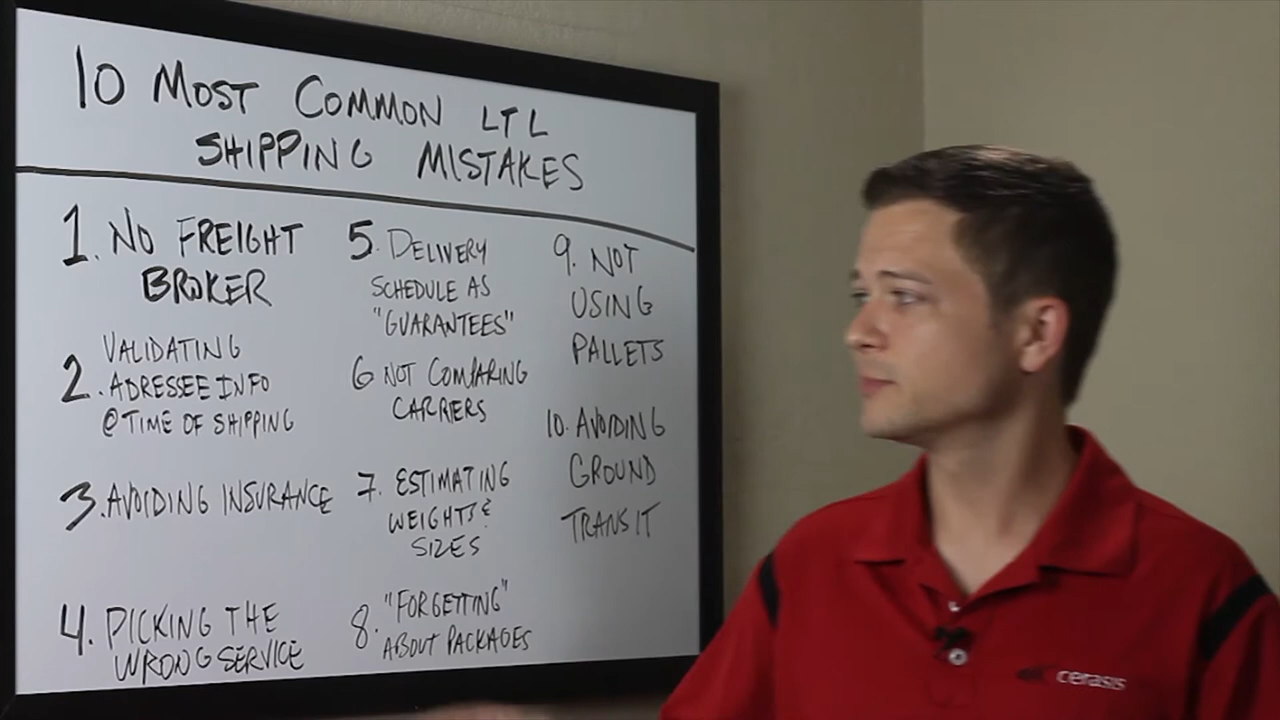 10 MOST COMMON LTL
SHIPPING MISTAKES
1. NO FREIGHT
BROKER
2. VALIDATING
ADRESSEE INFO
@ TIME OF SHIPPING
3. AVOIDING INSURANCE
4. PICKING THE
WRONG SERVICE
5. DELIVERY
SCHEDULE AS
"GUARANTEES"
6 NOT COMPARING
CARRIERS
7. ESTIMATING
WEIGHTS &
SIZES
8. "FORGETTING"
ABOUT PACKAGES
9. NOT
USING
PALLETS
10. AVOIDING
GROUND
TRANSIT
cerasis